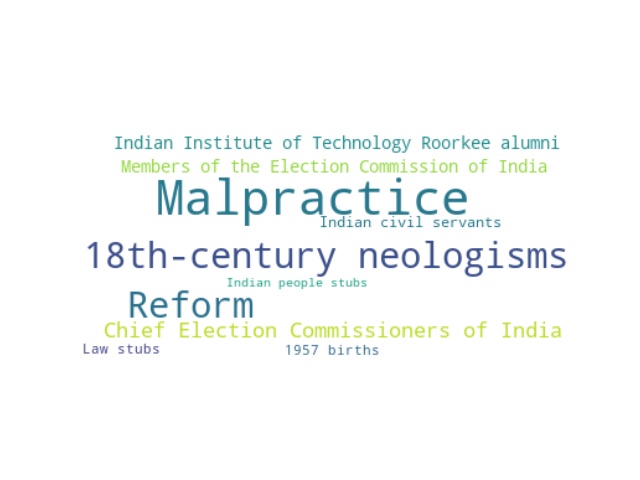 Indian Institute of Technology Roorkee alumni
Members of the Election Commission of India
Malpractice
Indian civil servants
18th-century neologisms
Indian people stubs
Reform
Chief Election Commissioners of India
Law stubs
1957 births